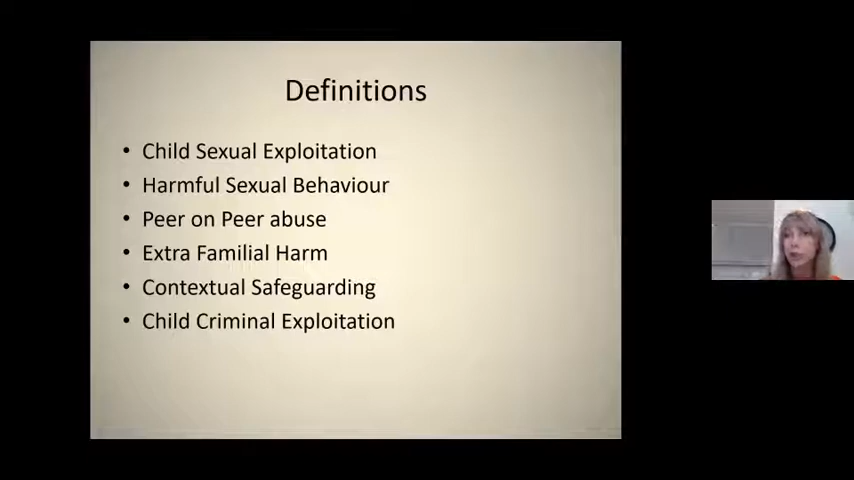 Definitions
• Child Sexual Exploitation
• Harmful Sexual Behaviour
• Peer on Peer abuse
• Extra Familial Harm
• Contextual Safeguarding
• Child Criminal Exploitation